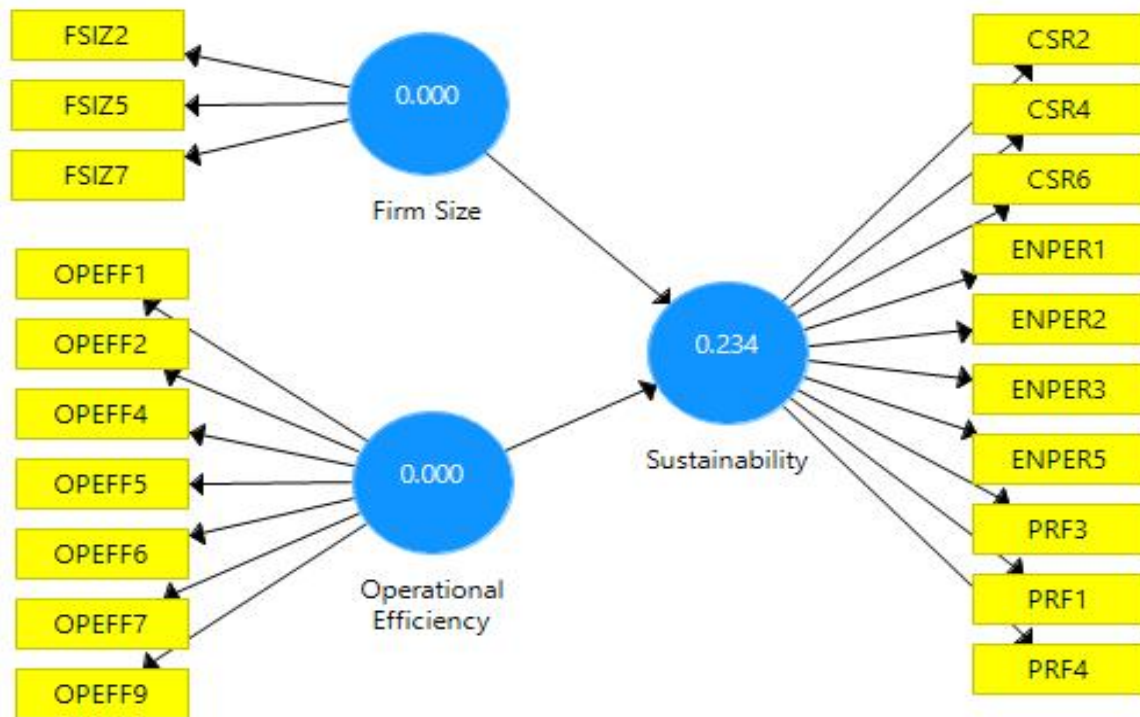 FSIZ2
FSIZ5
FSIZ7
0.000
Firm Size
OPEFF1
OPEFF2
OPEFF4
OPEFF5
OPEFF6
OPEFF7
OPEFF9
0.000
Operational
Efficiency
0.234
Sustainability
CSR2
CSR4
CSR6
ENPER1
ENPER2
ENPER3
ENPER5
PRF3
PRF1
PRF4